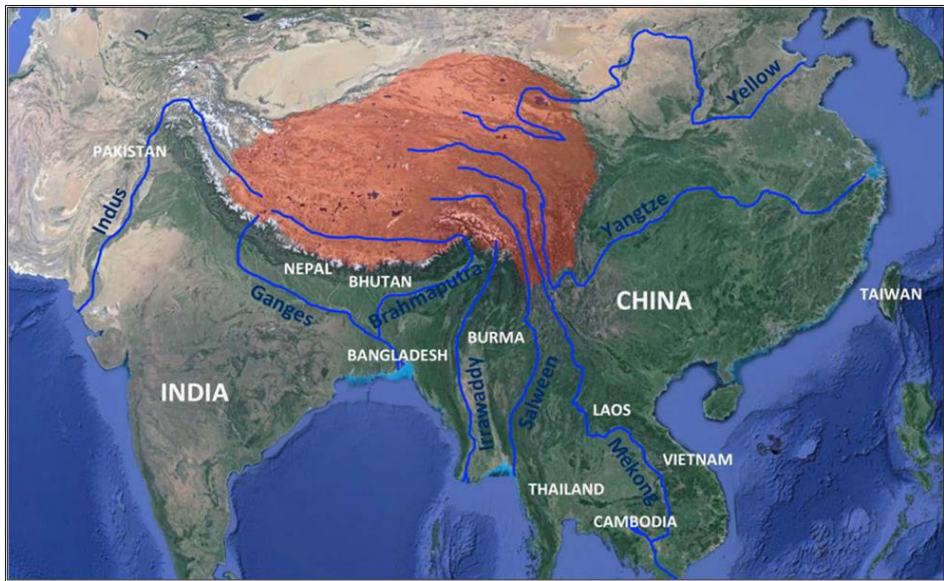 Yellow
PAKISTAN
Indus
Yangtze
NEPAL
BHUTAN
Brahmaputra
Ganges
CHINA
TAIWAN
BURMA
BANGLADESH
INDIA
Irrawaddy
Salween
LAOS
Mekong
VIETNAM
THAILAND
CAMBODIA